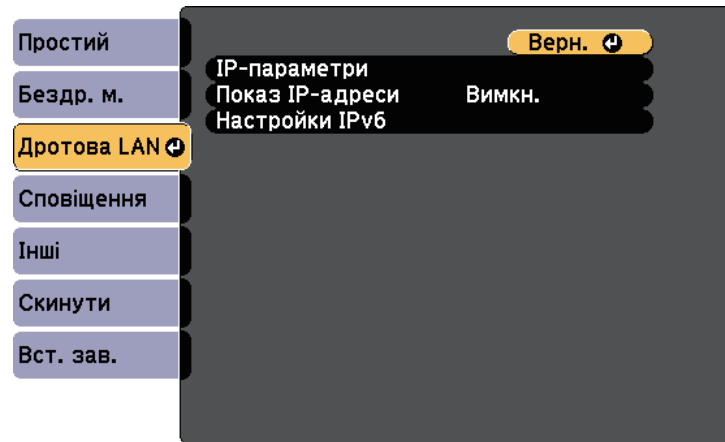 Простий
Бездр. м.
Дротова LAN
Сповіщення
Інші
Скинути
Вст. зав.
Верн.
IP-параметри
Показ IP-адреси Вимкн.
Настройки IPv6